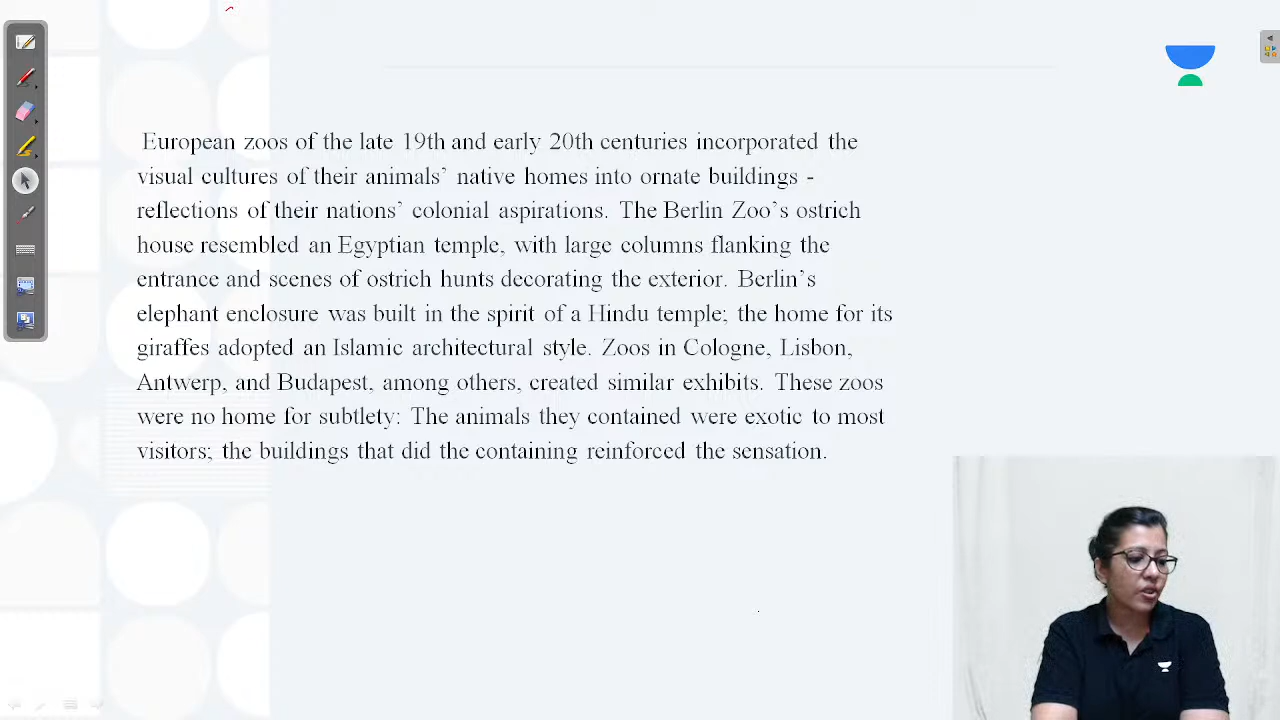 European zoos of the late 19th and early 20th centuries incorporated the
visual cultures of their animals’ native homes into ornate buildings -
reflections of their nations’ colonial aspirations. The Berlin Zoo’s ostrich
house resembled an Egyptian temple, with large columns flanking the
entrance and scenes of ostrich hunts decorating the exterior. Berlin’s
elephant enclosure was built in the spirit of a Hindu temple; the home for its
giraffes adopted an Islamic architectural style. Zoos in Cologne, Lisbon,
Antwerp, and Budapest, among others, created similar exhibits. These zoos
were no home for subtlety: The animals they contained were exotic to most
visitors; the buildings that did the containing reinforced the sensation.